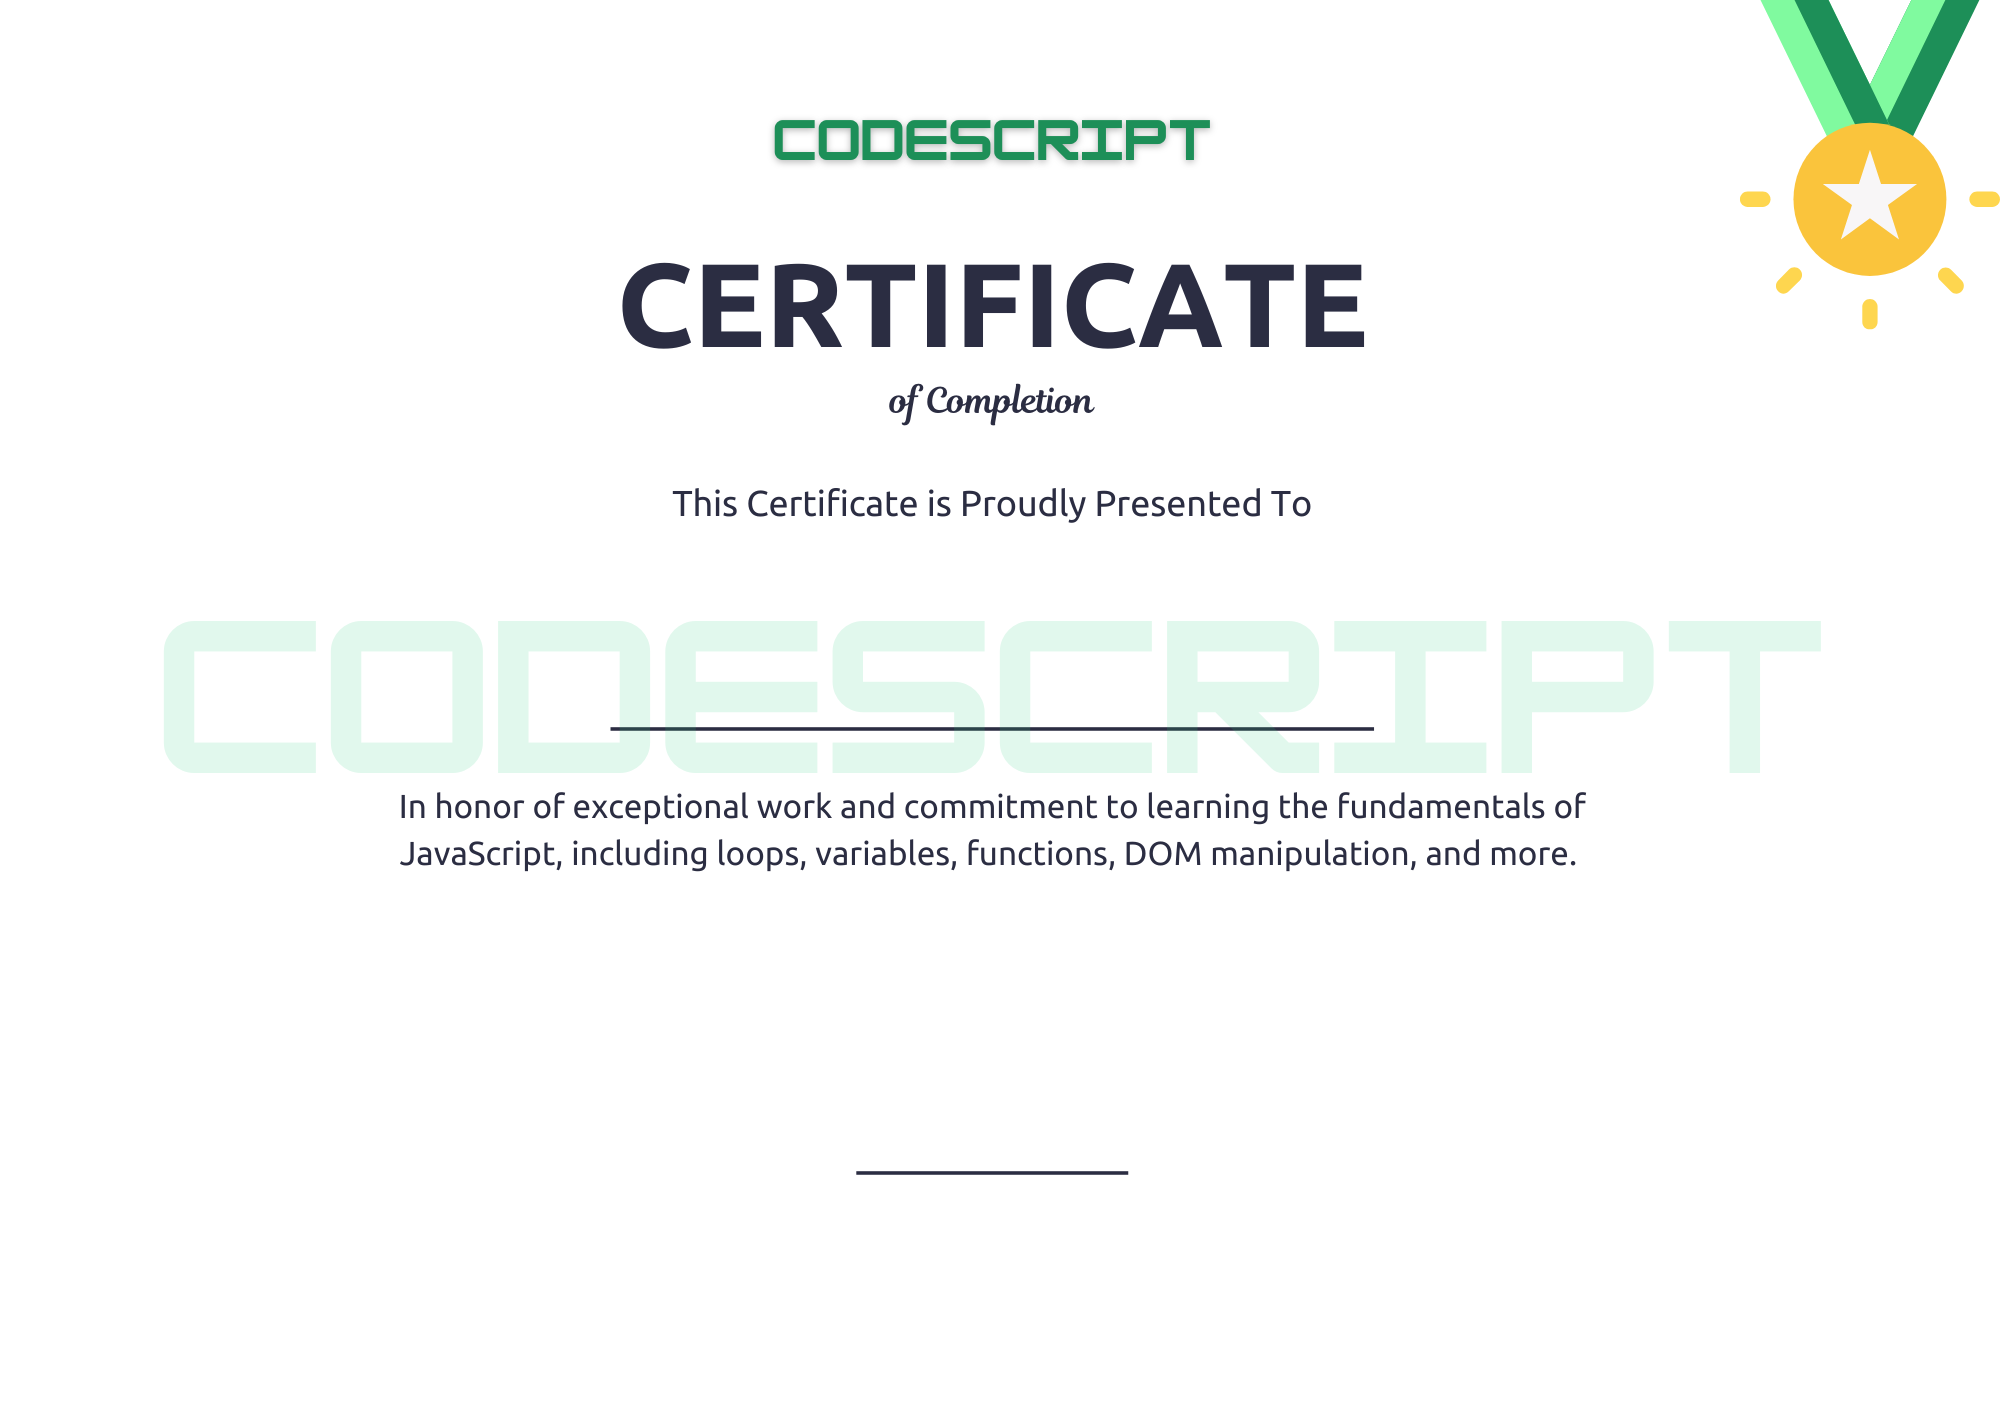 CODESCRIPT
CERTIFICATE
of Completion
This Certificate is Proudly Presented To
CODESCRIPT
In honor of exceptional work and commitment to learning the fundamentals of
JavaScript, including loops, variables, functions, DOM manipulation, and more.